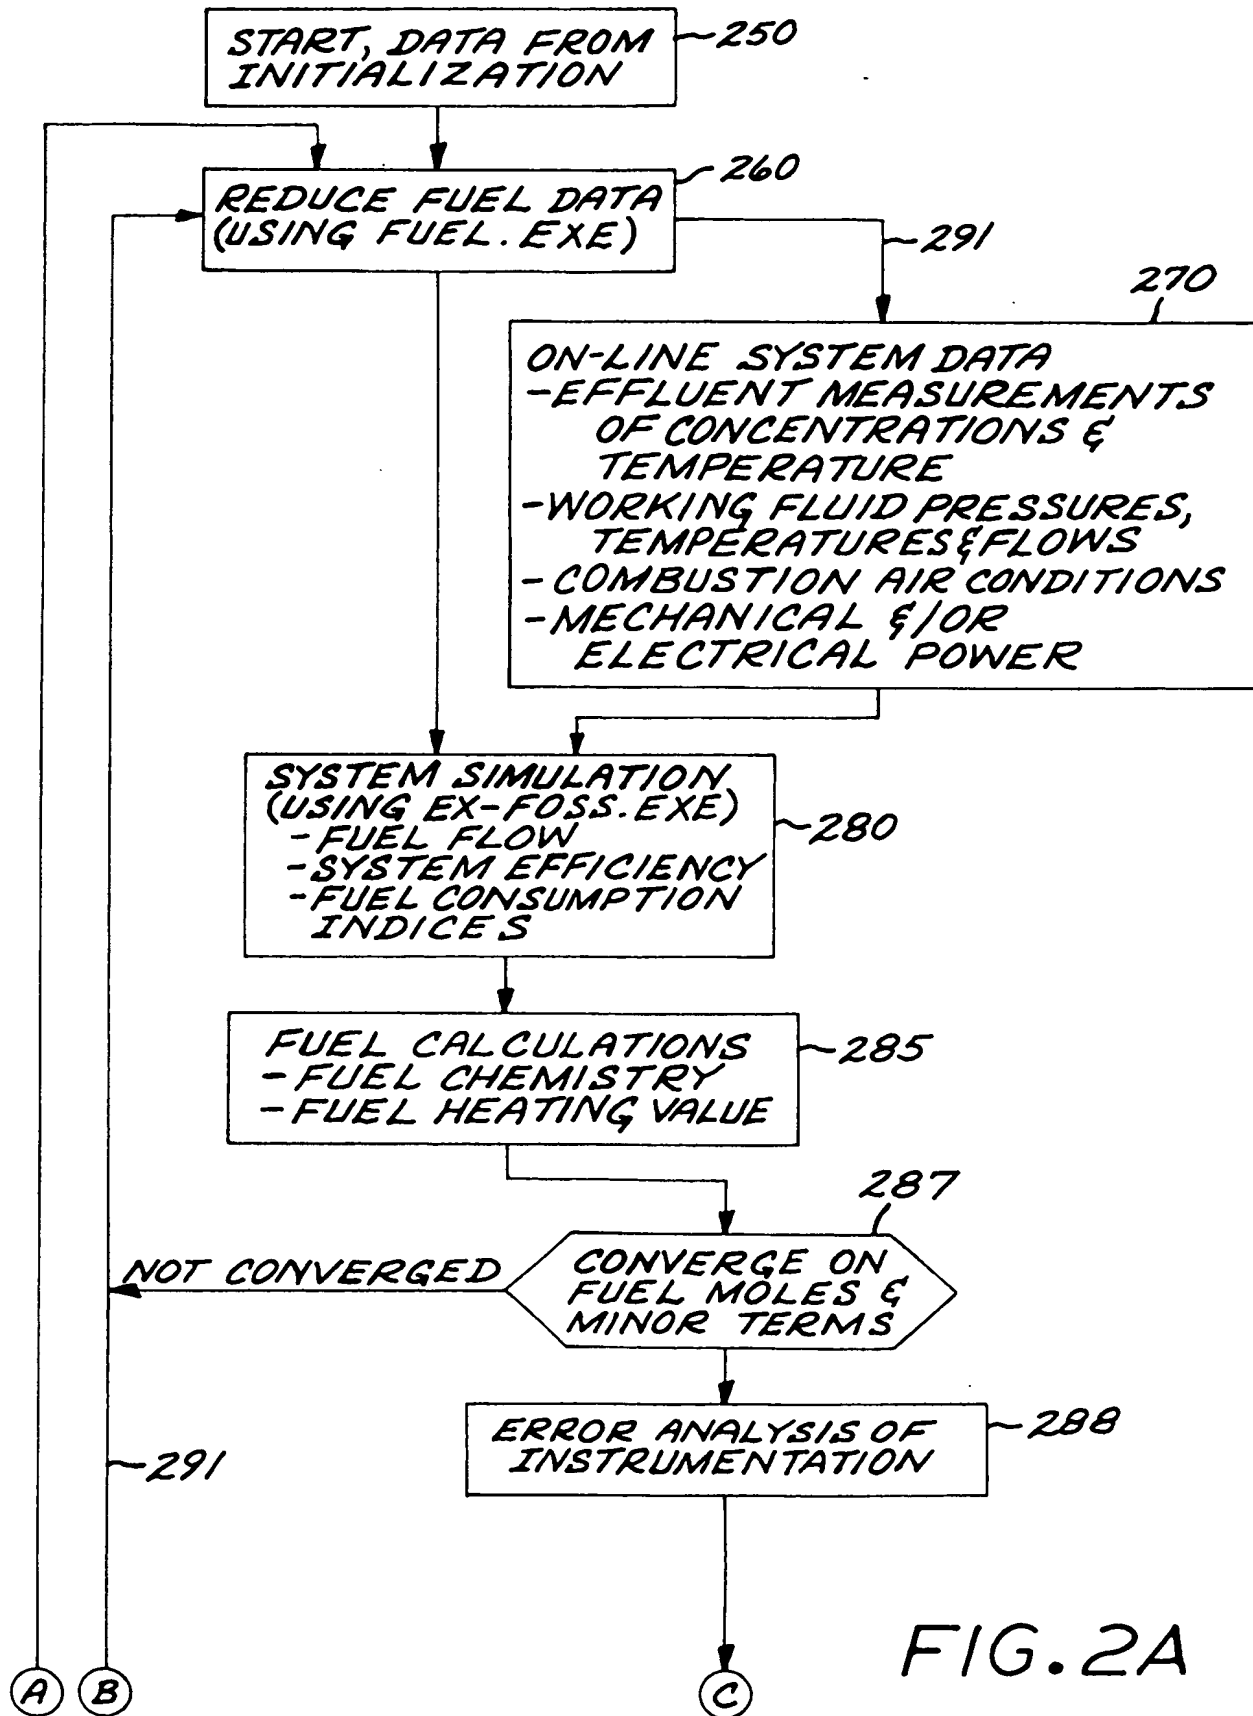 START, DATA FROM
INITIALIZATION
250
REDUCE FUEL DATA
(USING FUEL.EXE)
260
291
270
ON-LINE SYSTEM DATA
-EFFLUENT MEASUREMENTS
OF CONCENTRATIONS &
TEMPERATURE
-WORKING FLUID PRESSURES,
TEMPERATURES & FLOWS
- COMBUSTION AIR CONDITIONS
-MECHANICAL &/OR
ELECTRICAL POWER
SYSTEM SIMULATION
(USING EX-FOSS.EXE)
-FUEL FLOW
-SYSTEM EFFICIENCY
-FUEL CONSUMPTION
INDICES
280
FUEL CALCULATIONS
-FUEL CHEMISTRY
-FUEL HEATING VALUE
285
287
NOT CONVERGED
CONVERGE ON
FUEL MOLES &
MINOR TERMS
ERROR ANALYSIS OF
INSTRUMENTATION
288
291
A
B
C
FIG. 2A